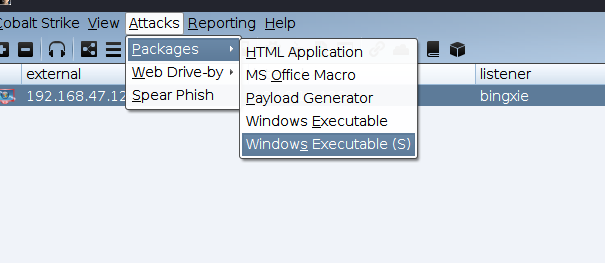 Cobalt Strike View Attacks Reporting Help
Packages
Web Drive-by
Spear Phish
HTML Application
MS Office Macro
Payload Generator
Windows Executable
Windows Executable (S)
external listener
192.168.47.12 bingxie